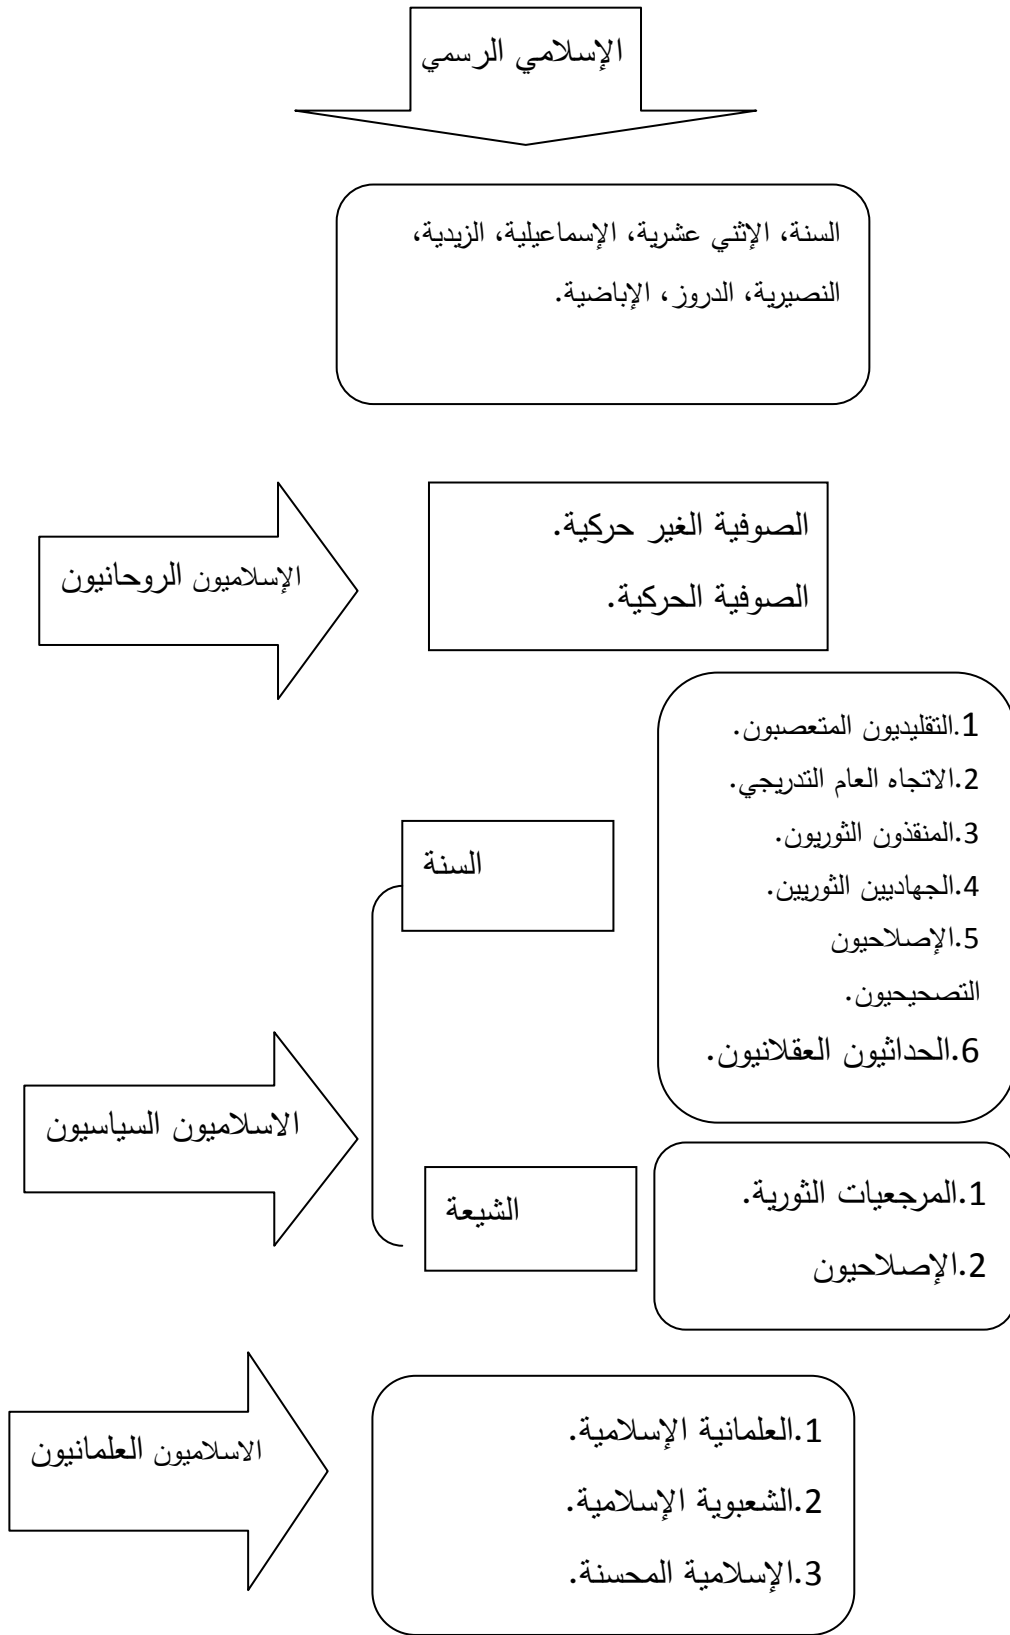 الإسلامي الرسمي
السنة، الإثني عشرية، الإسماعيلية، الزيدية،
النصيرية، الدروز، الإباضية.
الإسلاميون الروحانيون
الصوفية الغير حركية.
الصوفية الحركية.
الاسلاميون السياسيون
السنة
1.التقليديون المتعصبون.
2.الاتجاه العام التدريجي.
3.المنقذون الثوريون.
4.الجهاديين الثوريين.
5.الإصلاحيون
التصحيحيون.
6.الحداثيون العقلانيون.
الشيعة
1.المرجعيات الثورية.
2.الإصلاحيون
الاسلاميون العلمانيون
1.العلمانية الإسلامية.
2.الشعبوية الإسلامية.
3.الإسلامية المحسنة.